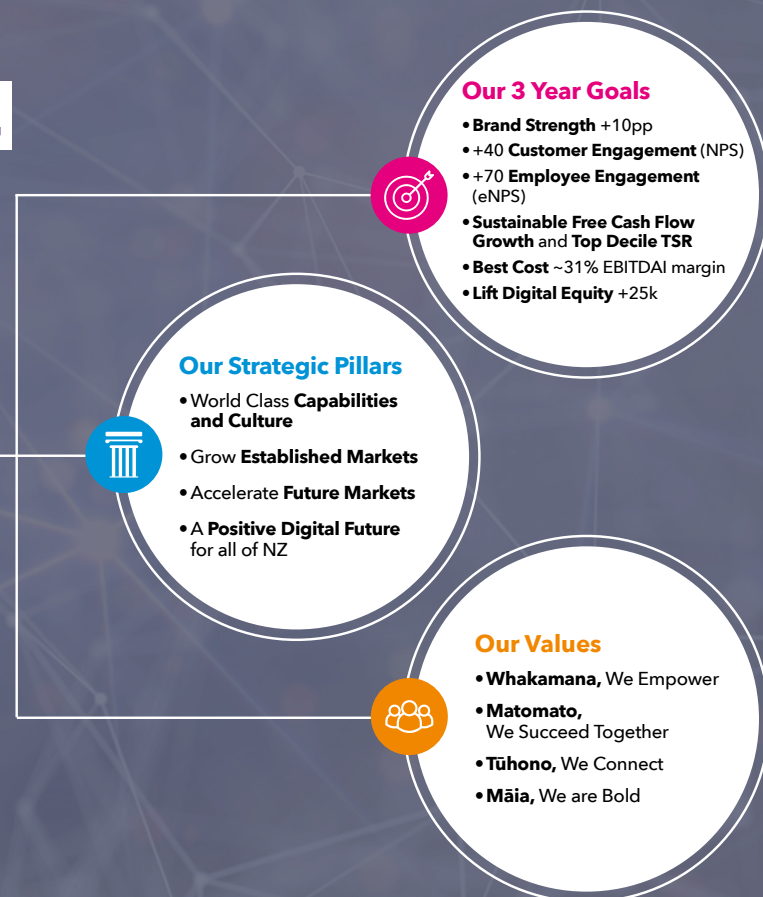 Our 3 Year Goals
• Brand Strength +10pp
• +40 Customer Engagement (NPS)
• +70 Employee Engagement
(eNPS)
• Sustainable Free Cash Flow
Growth and Top Decile TSR
• Best Cost ~31% EBITDAI margin
• Lift Digital Equity +25k
Our Strategic Pillars
• World Class Capabilities
and Culture
• Grow Established Markets
• Accelerate Future Markets
• A Positive Digital Future
for all of NZ
Our Values
• Whakamana, We Empower
• Matomato,
We Succeed Together
• Tūhono, We Connect
• Māia, We are Bold